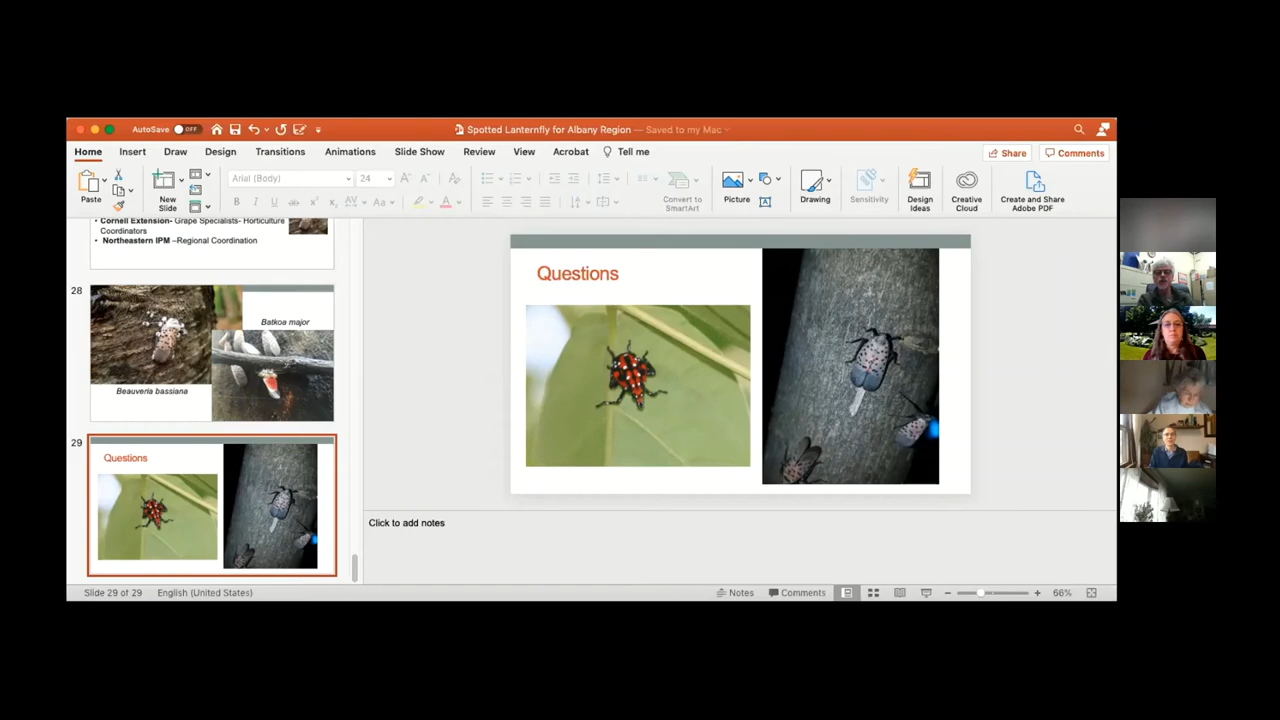 AutoSave OFF
Spotted Lanternfly for Albany Region — Saved to my Mac
Home Insert Draw Design Transitions Animations Slide Show Review View Acrobat Tell me
Share Comments
Paste
New Slide
Arial (Body) 24
Convert to SmartArt
Picture
Drawing
Sensitivity
Design Ideas
Creative Cloud
Create and Share Adobe PDF
• Cornell Extension- Grape Specialists- Horticulture
Coordinators
• Northeastern IPM –Regional Coordination
28
Batkoa major
Beauveria bassiana
29
Questions
Questions
Click to add notes
Slide 29 of 29 English (United States)
Notes Comments 66%